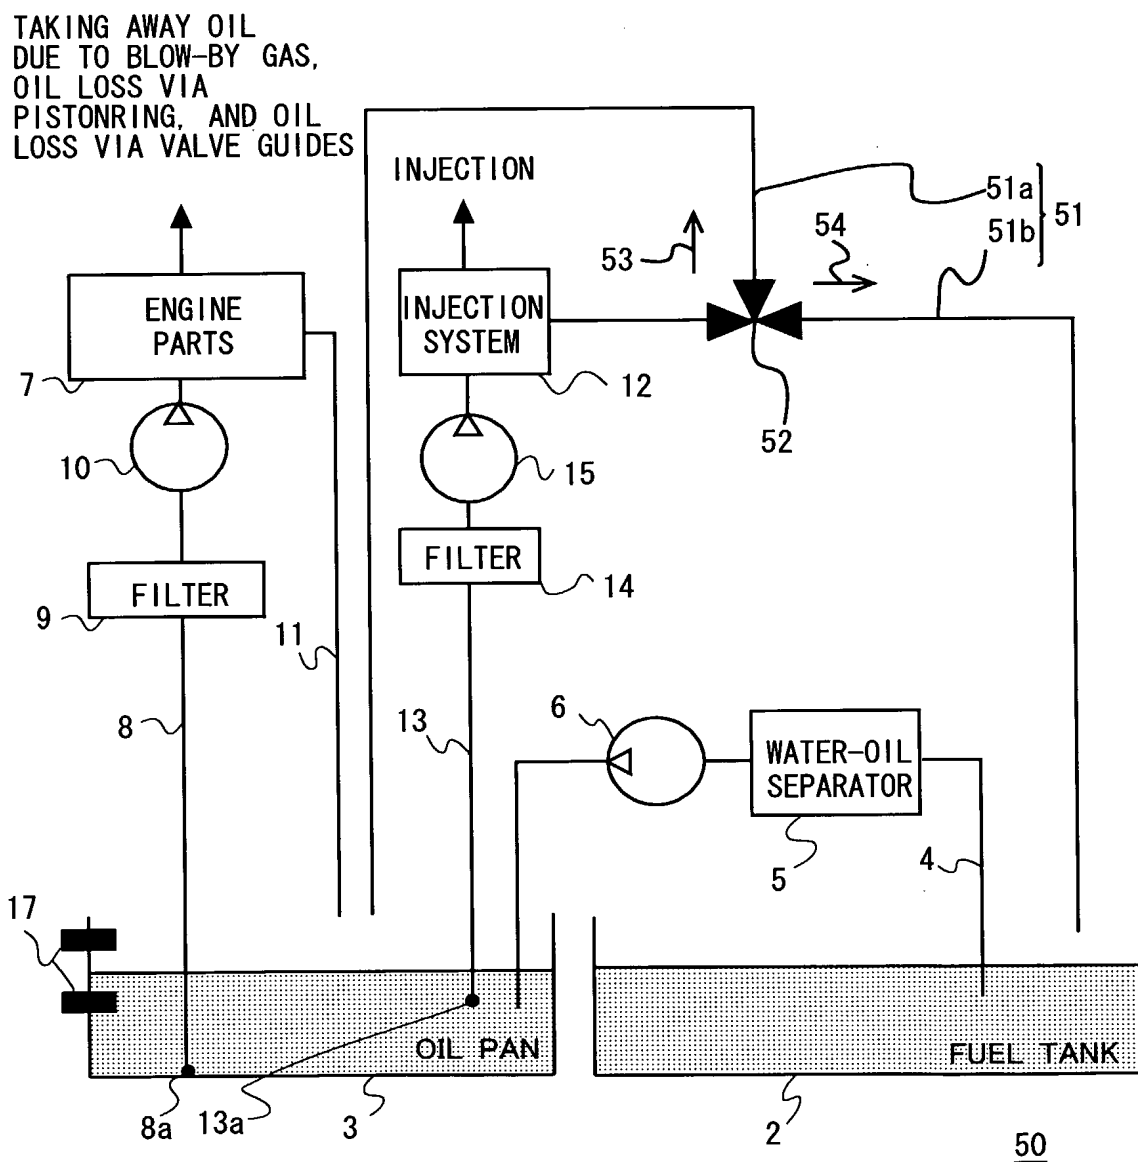 TAKING AWAY OIL
DUE TO BLOW-BY GAS,
OIL LOSS VIA
PISTONRING, AND OIL
LOSS VIA VALVE GUIDES
INJECTION
51a
51b
51
53
54
ENGINE
PARTS
INJECTION
SYSTEM
7
12
52
10
15
FILTER
14
FILTER
9
11
6
8
13
WATER-OIL
SEPARATOR
5
4
17
OIL PAN
FUEL TANK
8a
13a
3
2
50